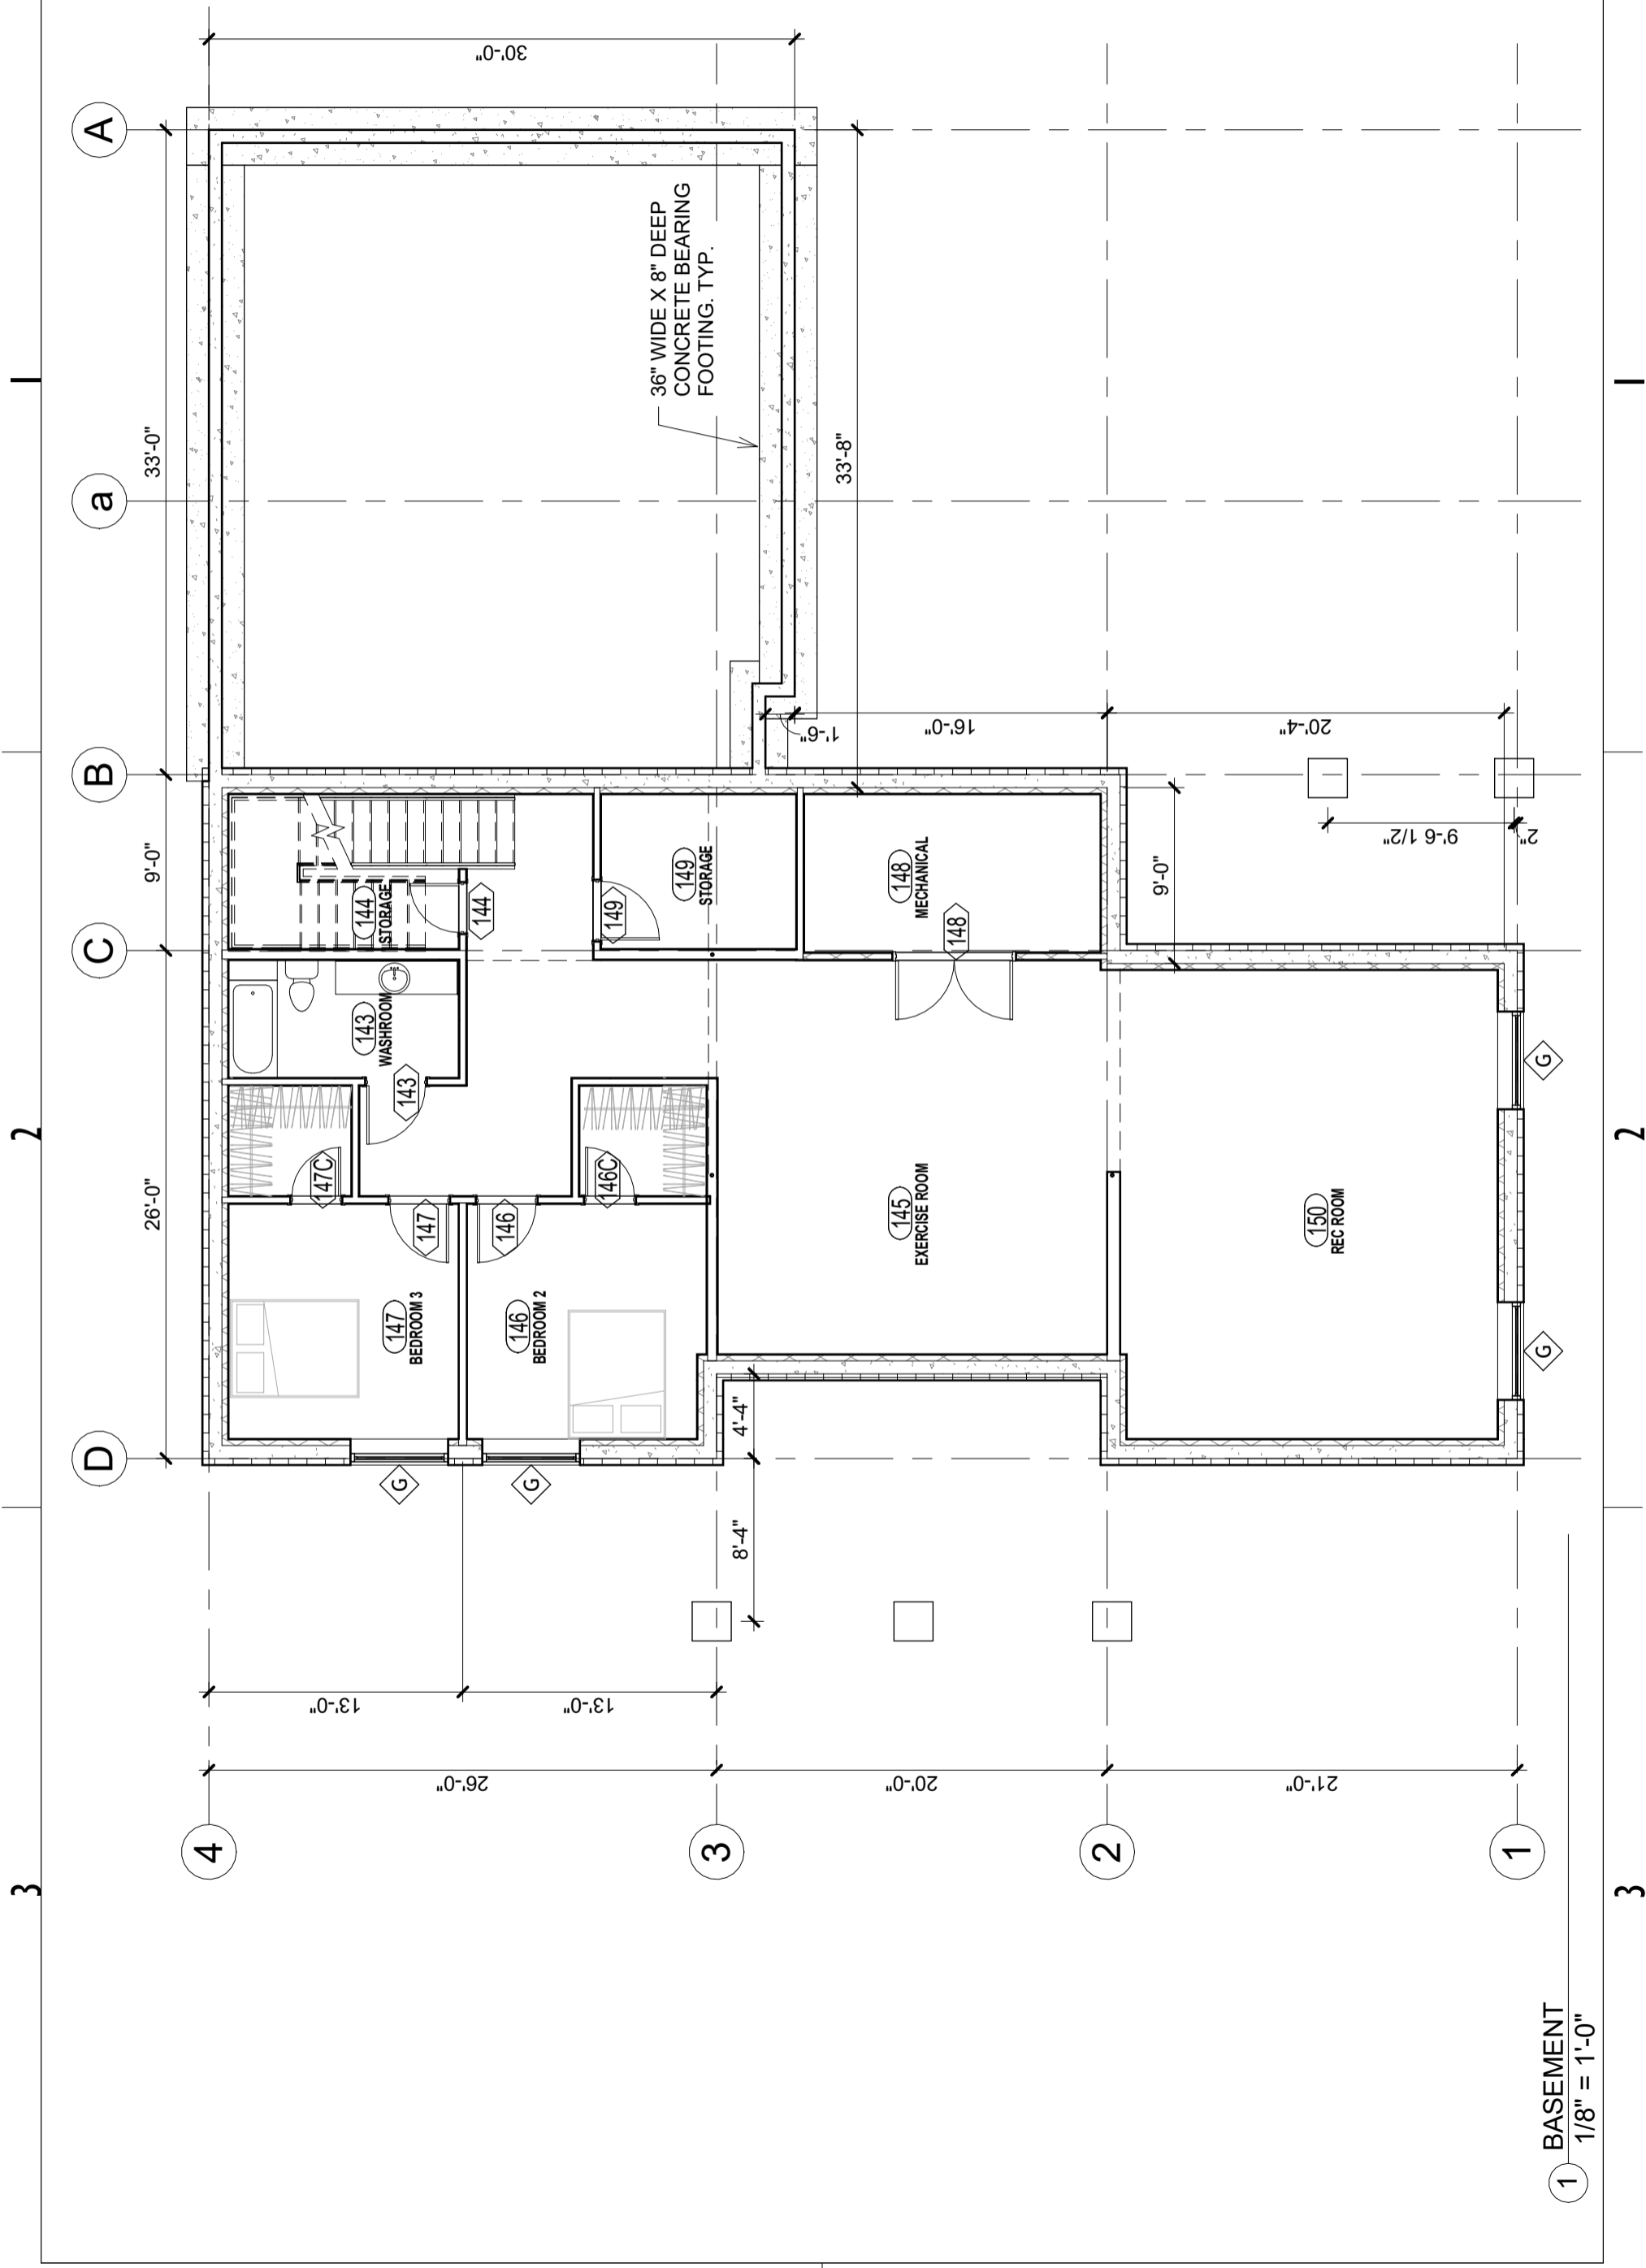 1
2
3
A
a
B
C
D
33'-0"
9'-0"
26'-0"
30'-0"
36" WIDE X 8" DEEP
CONCRETE BEARING
FOOTING. TYP.
33'-8"
1'-6"
16'-0"
20'-4"
9'-6 1/2"
2"
9'-0"
144
STORAGE
144
149
STORAGE
149
148
MECHANICAL
148
143
WASHROOM
143
147C
146C
147
146
147
BEDROOM 3
146
BEDROOM 2
145
EXERCISE ROOM
150
REC ROOM
G
G
G
G
4'-4"
8'-4"
13'-0"
13'-0"
26'-0"
20'-0"
21'-0"
4
3
2
1
1
BASEMENT
1/8" = 1'-0"
1
2
3